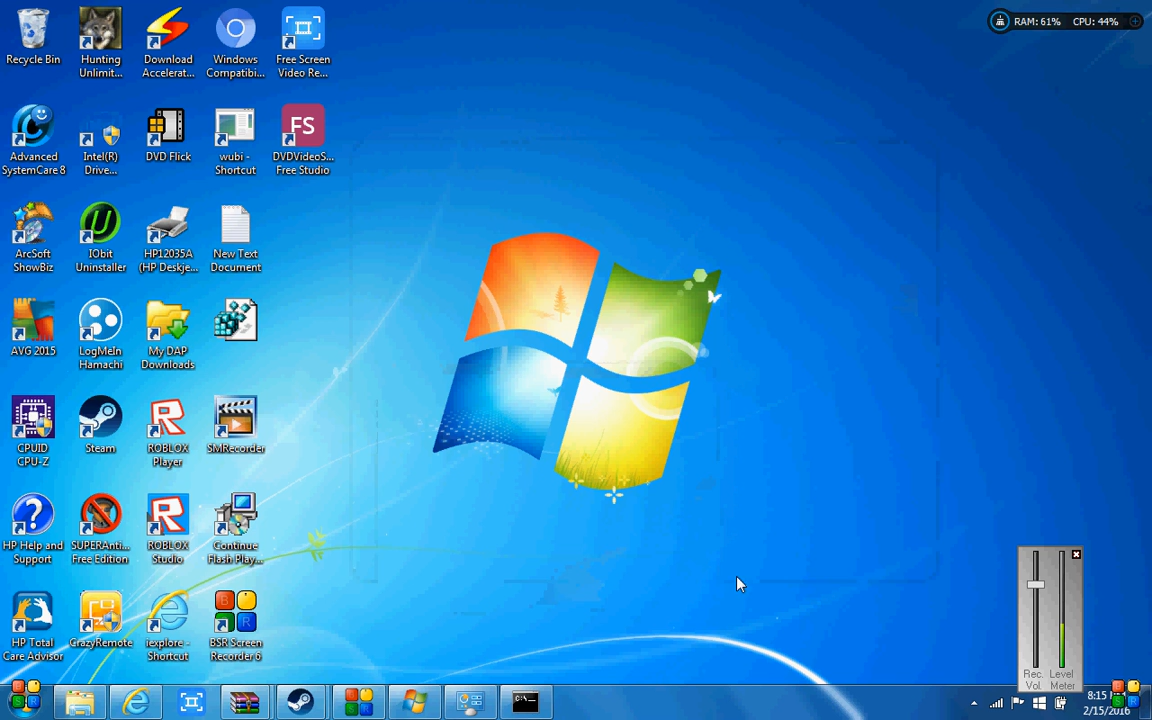 RAM: 61% CPU: 44%
Recycle Bin
Hunting
Unlimit...
Download
Accelerat...
Windows
Compatibi...
Free Screen
Video Re...
Advanced
SystemCare 8
Intel(R)
Drive...
DVD Flick
wubi -
Shortcut
FS
DVDVideoS...
Free Studio
ArcSoft
ShowBiz
IObit
Uninstaller
HP12035A
(HP Deskje...
New Text
Document
AVG 2015
LogMeIn
Hamachi
My DAP
Downloads
CPUID
CPU-Z
Steam
ROBLOX
Player
SMRecorder
HP Help and
Support
SUPERAnti...
Free Edition
ROBLOX
Studio
Continue
Flash Play...
HP Total
Care Advisor
CrazyRemote
iexplore -
Shortcut
BSR Screen
Recorder 6
Rec. Level
Vol. Meter
C:\_
8:15
2/15/2016